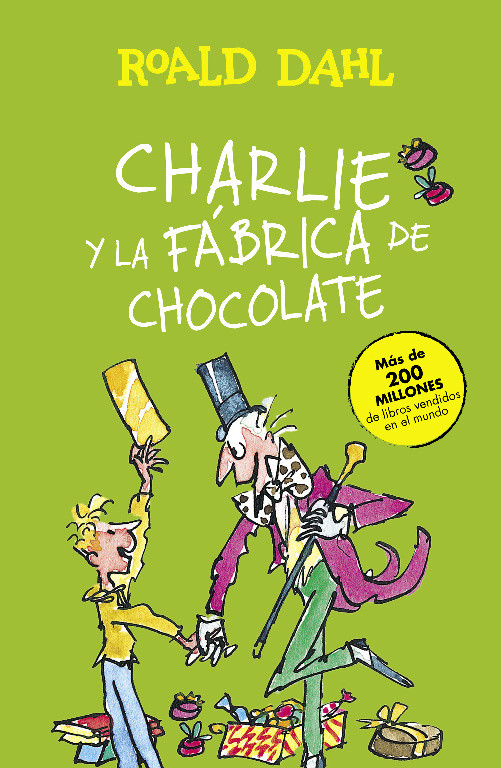 ROALD DAHL
CHARLIE
Y LA FÁBRICA DE
CHOCOLATE
Más de
200
MILLONES
de libros vendidos
en el mundo